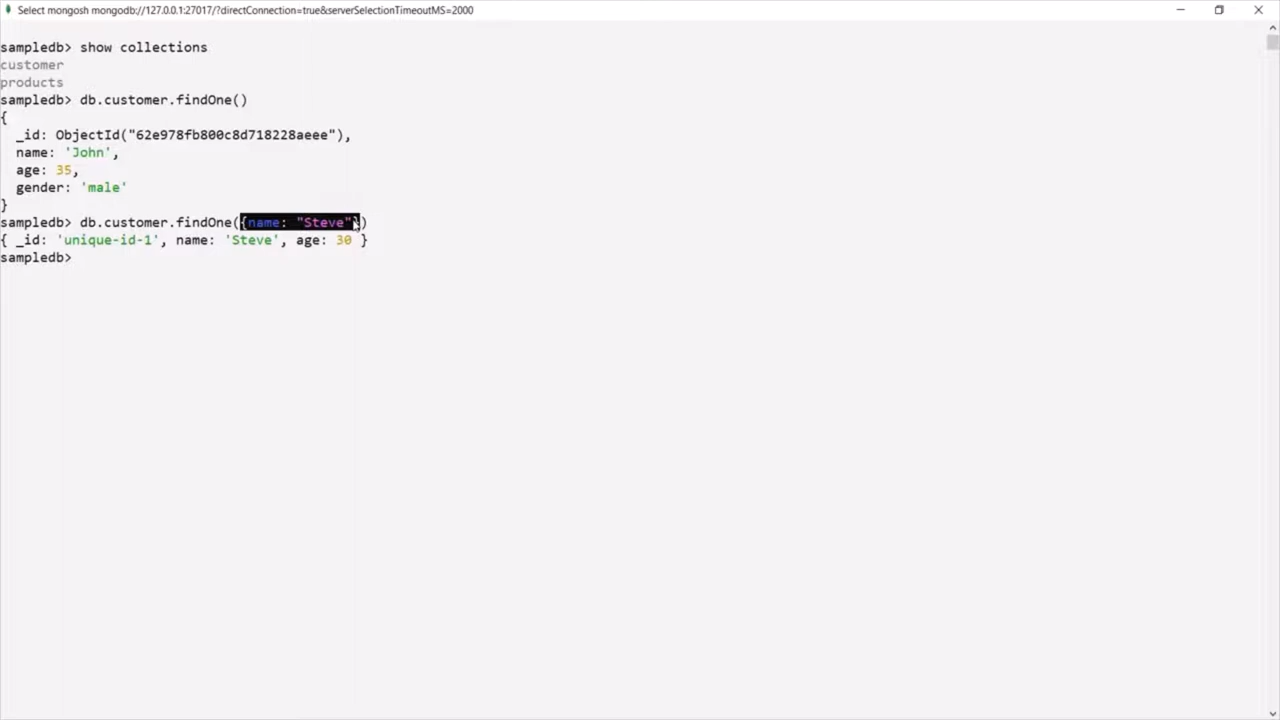 Select mongosh mongodb://127.0.0.1:27017/?directConnection=true&serverSelectionTimeoutMS=2000
sampledb> show collections
customer
products
sampledb> db.customer.findOne()
{
  _id: ObjectId("62e978fb800c8d718228aeee"),
  name: 'John',
  age: 35,
  gender: 'male'
}
sampledb> db.customer.findOne({name: "Steve"})
{ _id: 'unique-id-1', name: 'Steve', age: 30 }
sampledb>